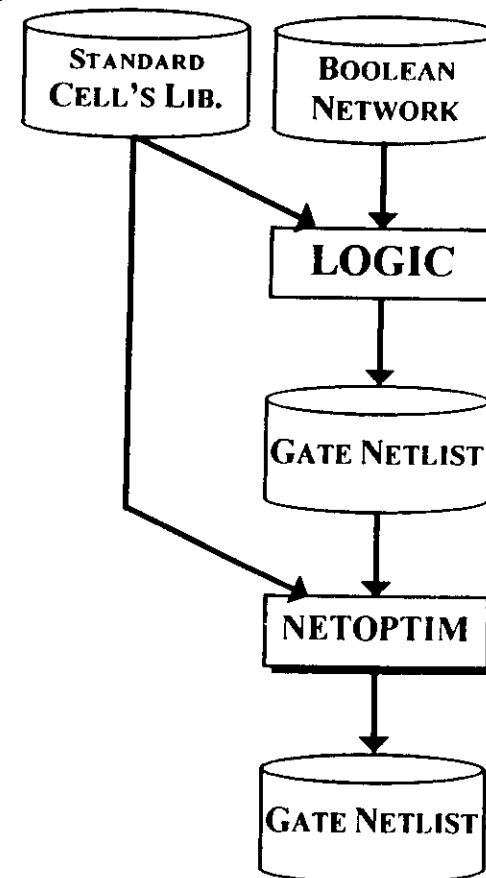 STANDARD
CELL'S LIB.
BOOLEAN
NETWORK
LOGIC
GATE NETLIST
NETOPTIM
GATE NETLIST